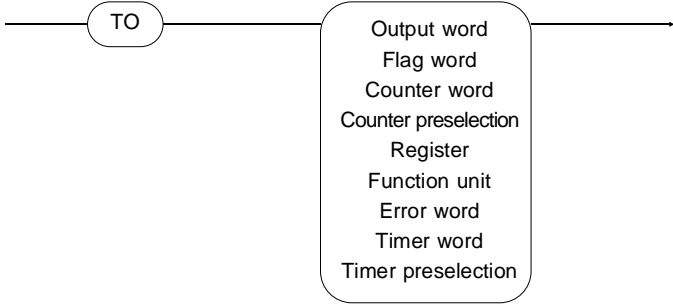 TO
Output word
Flag word
Counter word
Counter preselection
Register
Function unit
Error word
Timer word
Timer preselection